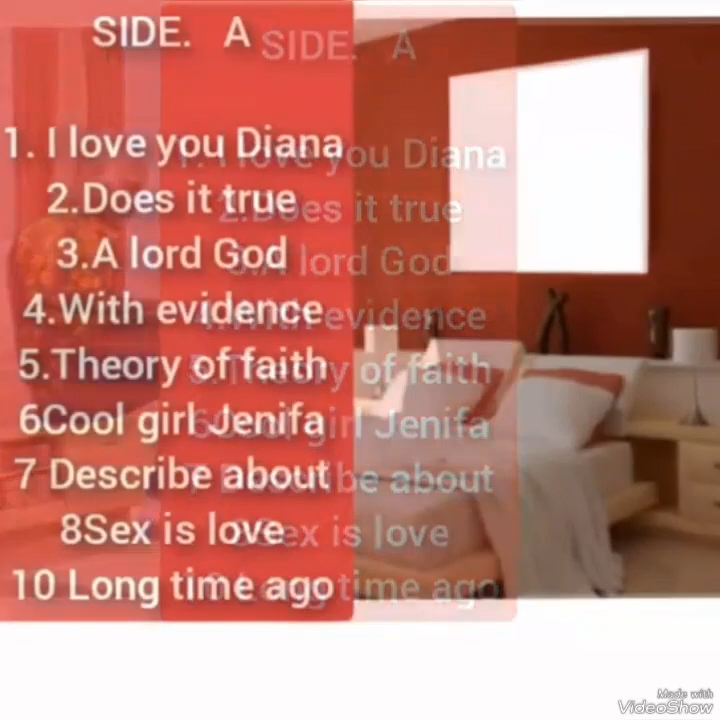 SIDE. A
1. I love you Diana
2.Does it true
3.A lord God
4.With evidence
5.Theory of faith
6Cool girl Jenifa
7 Describe about
8Sex is love
10 Long time ago
Made with
VideoShow